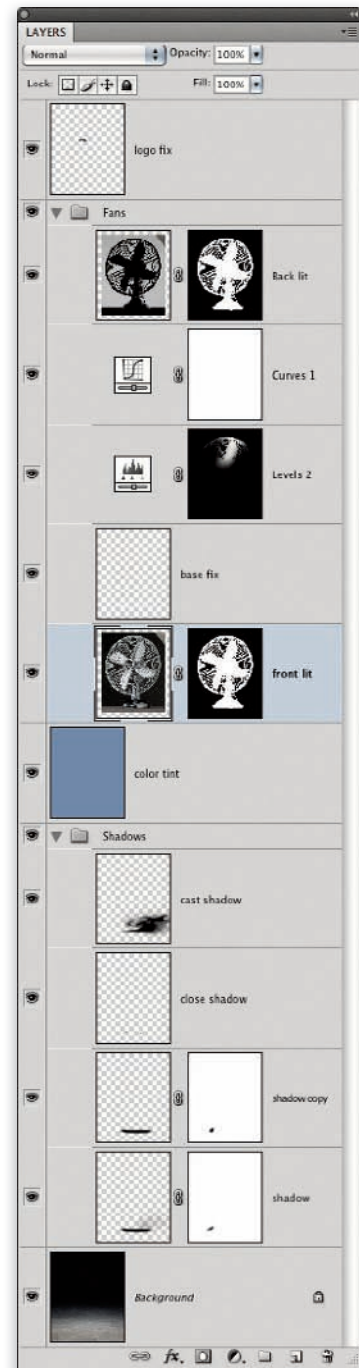 LAYERS
Normal Opacity: 100%
Lock: Fill: 100%
logo fix
Fans
Back lit
Curves 1
Levels 2
base fix
front lit
color tint
Shadows
cast shadow
close shadow
shadow copy
shadow
Background
fx.